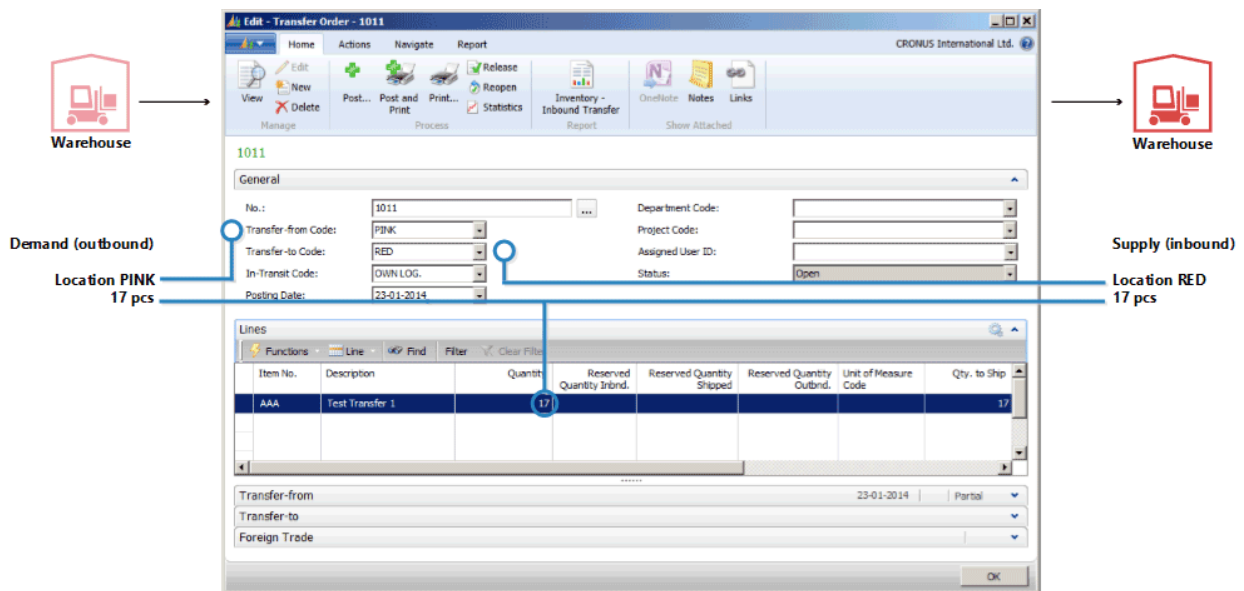 Edit - Transfer Order - 1011
Home Actions Navigate Report CRONUS International Ltd.
View
Edit
New
Delete
Manage
Post...
Post and Print
Print...
Release
Reopen
Statistics
Process
Inventory - Inbound Transfer
Report
OneNote
Notes
Links
Show Attached
Warehouse
Warehouse
1011
General
No.: 1011 ... Department Code:
Transfer-from Code: PINK Project Code:
Transfer-to Code: RED Assigned User ID:
In-Transit Code: OWN LOG. Status: Open
Posting Date: 23-01-2014
Demand (outbound)
Location PINK
17 pcs
Supply (inbound)
Location RED
17 pcs
Lines
Functions Line Find Filter Clear Filter
Item No. Description Quantity Reserved Quantity Inbnd. Reserved Quantity Shipped Reserved Quantity Outbnd. Unit of Measure Code Qty. to Ship
AAA Test Transfer 1 17 17
Transfer-from 23-01-2014 Partial
Transfer-to
Foreign Trade
OK